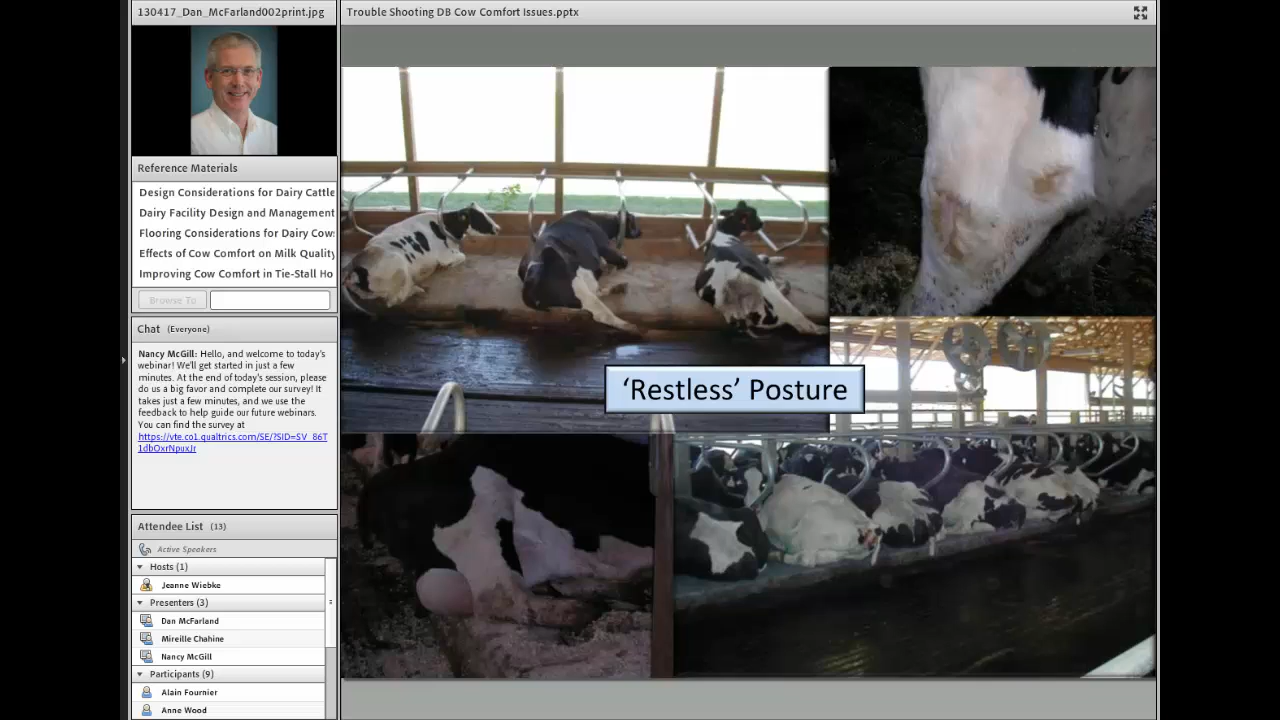 130417_Dan_McFarland002print.jpg
Trouble Shooting DB Cow Comfort Issues.pptx
Reference Materials
Design Considerations for Dairy Cattle
Dairy Facility Design and Management
Flooring Considerations for Dairy Cows
Effects of Cow Comfort on Milk Quality
Improving Cow Comfort in Tie-Stall Ho
Browse To
Chat (Everyone)
Nancy McGill: Hello, and welcome to today's
webinar! We'll get started in just a few
minutes. At the end of today's session, please
do us a big favor and complete our survey! It
takes just a few minutes, and we use the
feedback to help guide our future webinars.
You can find the survey at
https://vte.co1.qualtrics.com/SE/?SID=SV_86T
1dbOxrNpuxJr
‘Restless’ Posture
Attendee List (13)
Active Speakers
Hosts (1)
Jeanne Wiebke
Presenters (3)
Dan McFarland
Mireille Chahine
Nancy McGill
Participants (9)
Alain Fournier
Anne Wood